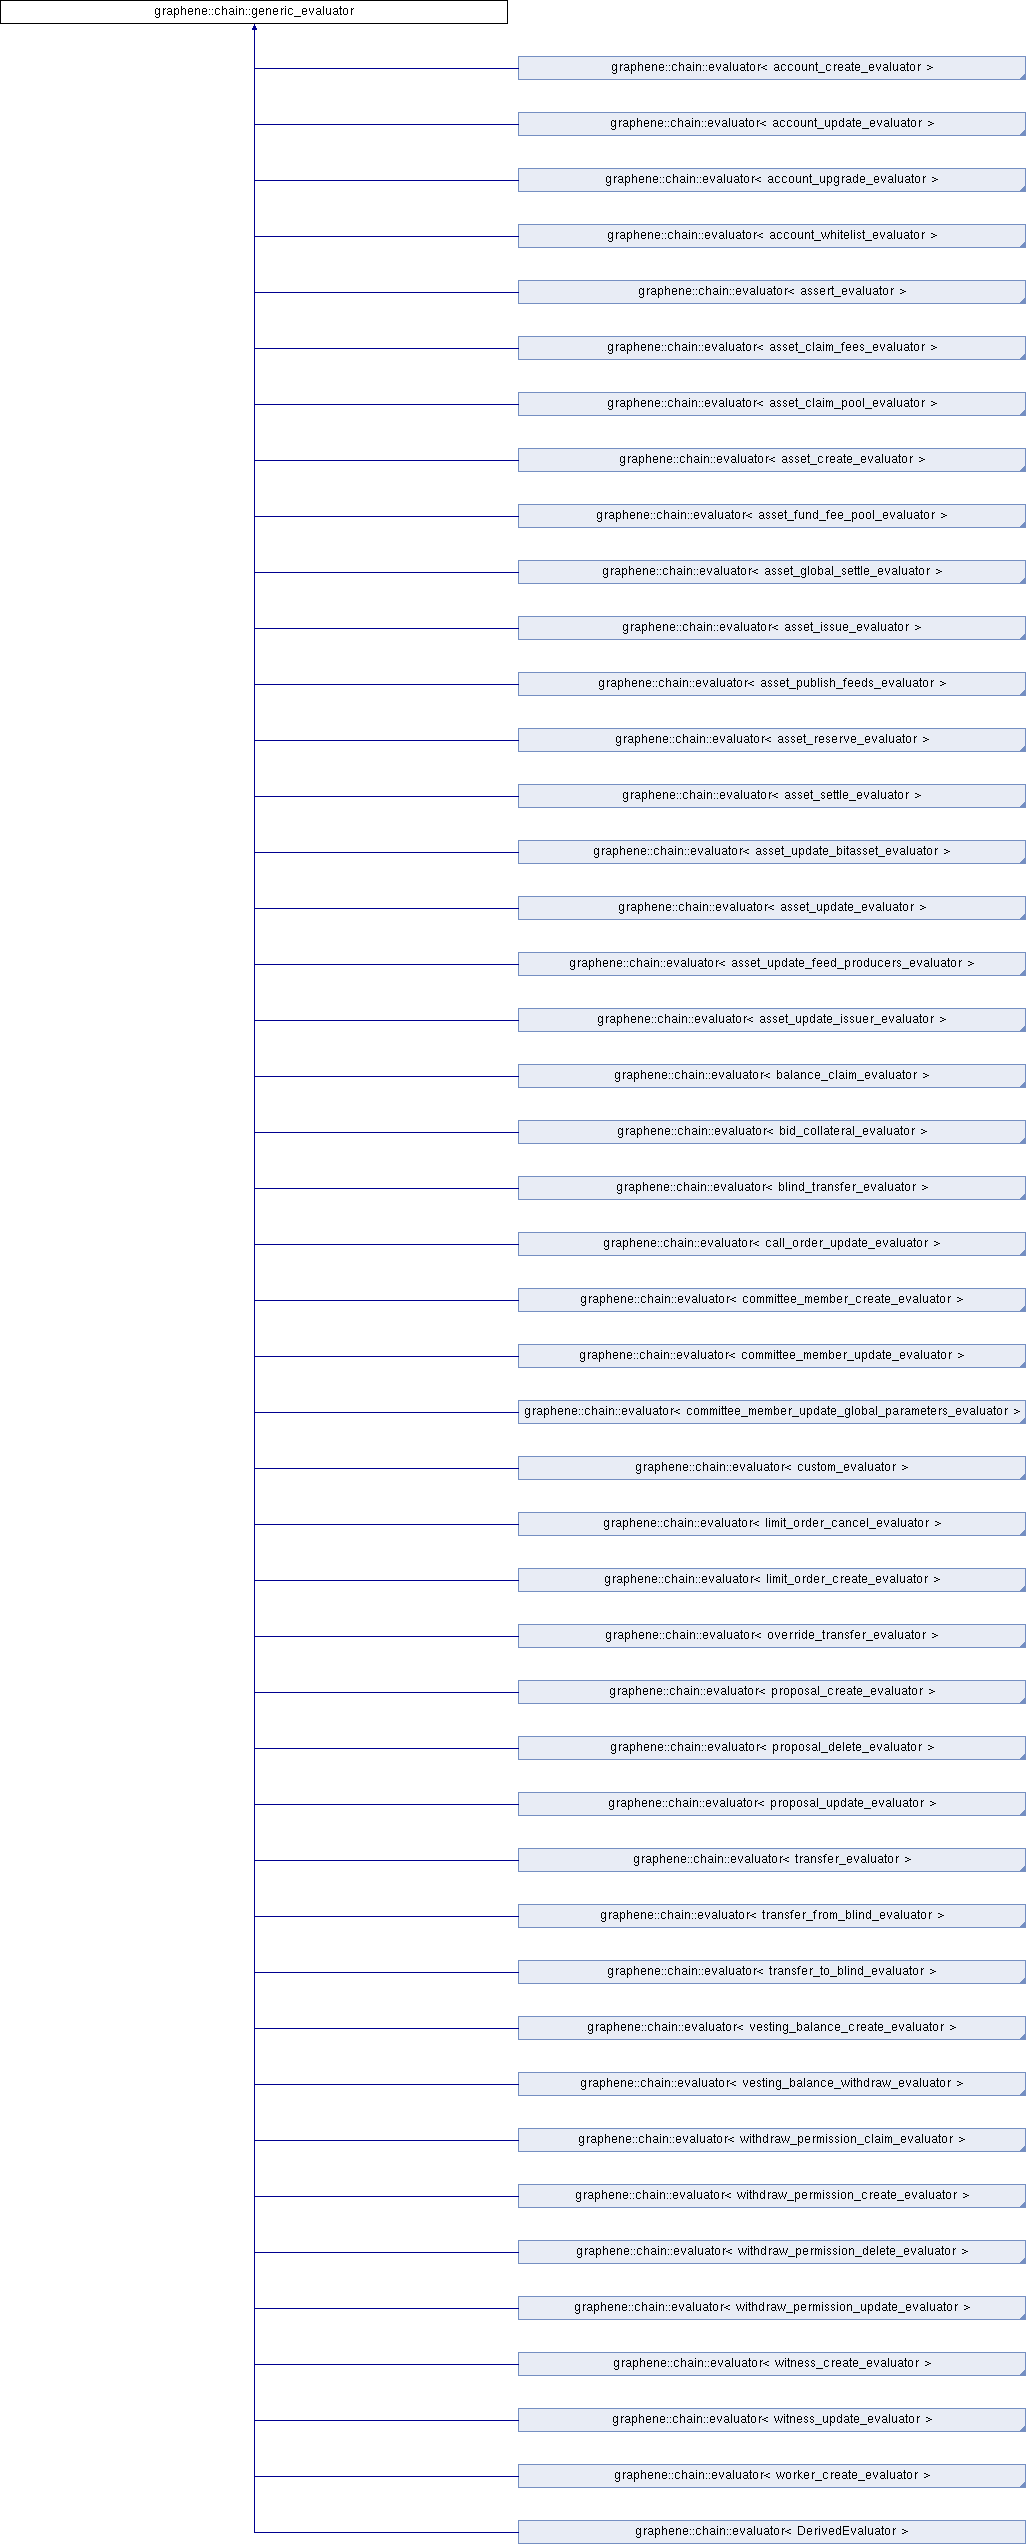 graphene::chain::generic_evaluator
graphene::chain::evaluator< account_create_evaluator >
graphene::chain::evaluator< account_update_evaluator >
graphene::chain::evaluator< account_upgrade_evaluator >
graphene::chain::evaluator< account_whitelist_evaluator >
graphene::chain::evaluator< assert_evaluator >
graphene::chain::evaluator< asset_claim_fees_evaluator >
graphene::chain::evaluator< asset_claim_pool_evaluator >
graphene::chain::evaluator< asset_create_evaluator >
graphene::chain::evaluator< asset_fund_fee_pool_evaluator >
graphene::chain::evaluator< asset_global_settle_evaluator >
graphene::chain::evaluator< asset_issue_evaluator >
graphene::chain::evaluator< asset_publish_feeds_evaluator >
graphene::chain::evaluator< asset_reserve_evaluator >
graphene::chain::evaluator< asset_settle_evaluator >
graphene::chain::evaluator< asset_update_bitasset_evaluator >
graphene::chain::evaluator< asset_update_evaluator >
graphene::chain::evaluator< asset_update_feed_producers_evaluator >
graphene::chain::evaluator< asset_update_issuer_evaluator >
graphene::chain::evaluator< balance_claim_evaluator >
graphene::chain::evaluator< bid_collateral_evaluator >
graphene::chain::evaluator< blind_transfer_evaluator >
graphene::chain::evaluator< call_order_update_evaluator >
graphene::chain::evaluator< committee_member_create_evaluator >
graphene::chain::evaluator< committee_member_update_evaluator >
graphene::chain::evaluator< committee_member_update_global_parameters_evaluator >
graphene::chain::evaluator< custom_evaluator >
graphene::chain::evaluator< limit_order_cancel_evaluator >
graphene::chain::evaluator< limit_order_create_evaluator >
graphene::chain::evaluator< override_transfer_evaluator >
graphene::chain::evaluator< proposal_create_evaluator >
graphene::chain::evaluator< proposal_delete_evaluator >
graphene::chain::evaluator< proposal_update_evaluator >
graphene::chain::evaluator< transfer_evaluator >
graphene::chain::evaluator< transfer_from_blind_evaluator >
graphene::chain::evaluator< transfer_to_blind_evaluator >
graphene::chain::evaluator< vesting_balance_create_evaluator >
graphene::chain::evaluator< vesting_balance_withdraw_evaluator >
graphene::chain::evaluator< withdraw_permission_claim_evaluator >
graphene::chain::evaluator< withdraw_permission_create_evaluator >
graphene::chain::evaluator< withdraw_permission_delete_evaluator >
graphene::chain::evaluator< withdraw_permission_update_evaluator >
graphene::chain::evaluator< witness_create_evaluator >
graphene::chain::evaluator< witness_update_evaluator >
graphene::chain::evaluator< worker_create_evaluator >
graphene::chain::evaluator< DerivedEvaluator >